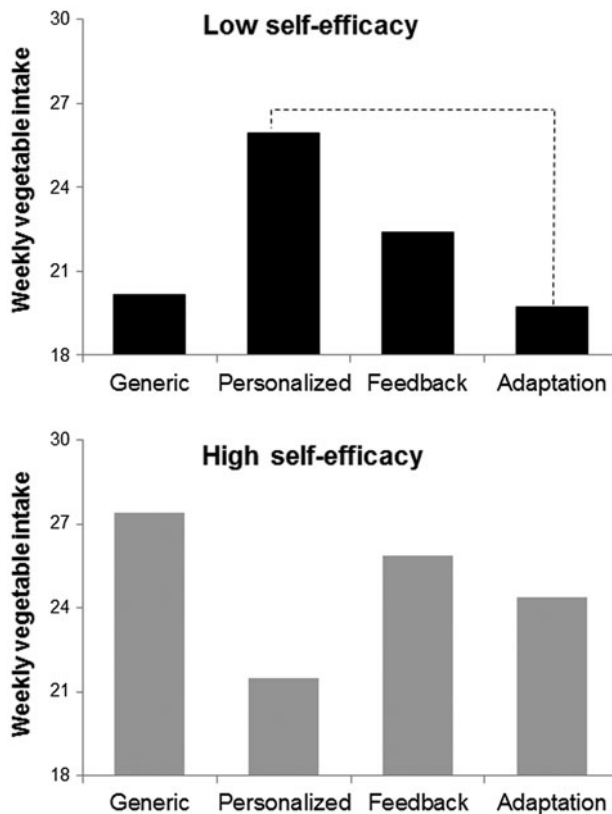 Low self-efficacy
Weekly vegetable intake
30
27
24
21
18
Generic Personalized Feedback Adaptation
High self-efficacy
Weekly vegetable intake
30
27
24
21
18
Generic Personalized Feedback Adaptation